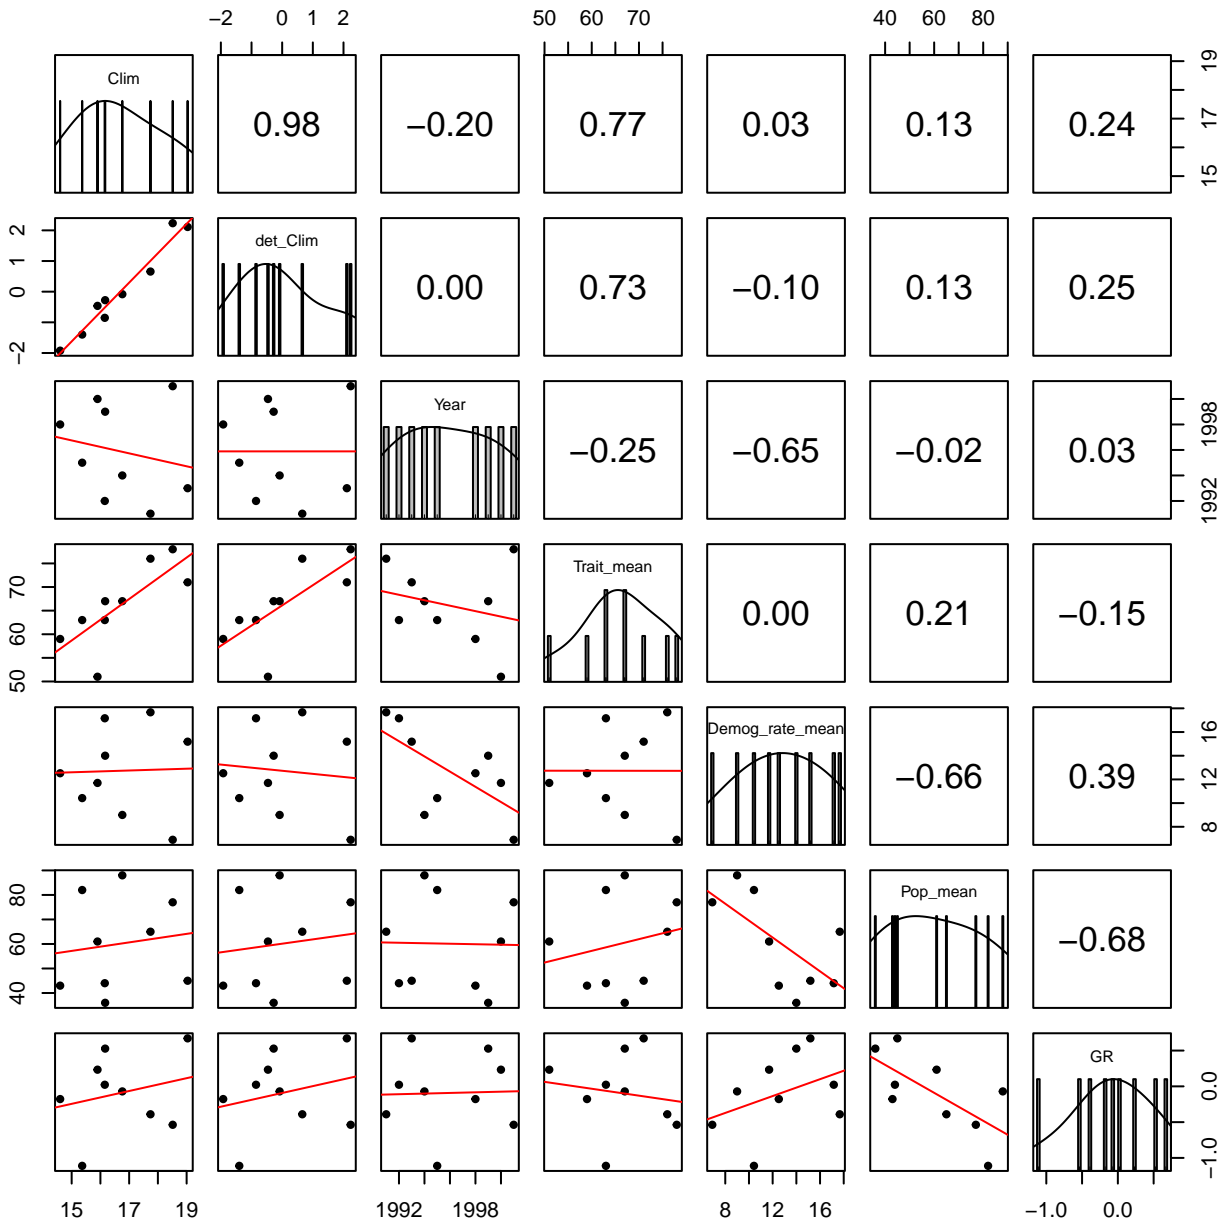 −2 0 1 2 50 60 70 40 60 80
Clim
0.98 −0.20 0.77 0.03 0.13 0.24
15 17 19
det_Clim
0.00 0.73 −0.10 0.13 0.25
−2 0 1 2
Year
−0.25 −0.65 −0.02 0.03
1992 1998
Trait_mean
0.00 0.21 −0.15
50 60 70
Demog_rate_mean
−0.66 0.39
8 12 16
Pop_mean
−0.68
40 60 80
GR
−1.0 0.0
15 17 19 1992 1998 8 12 16 −1.0 0.0